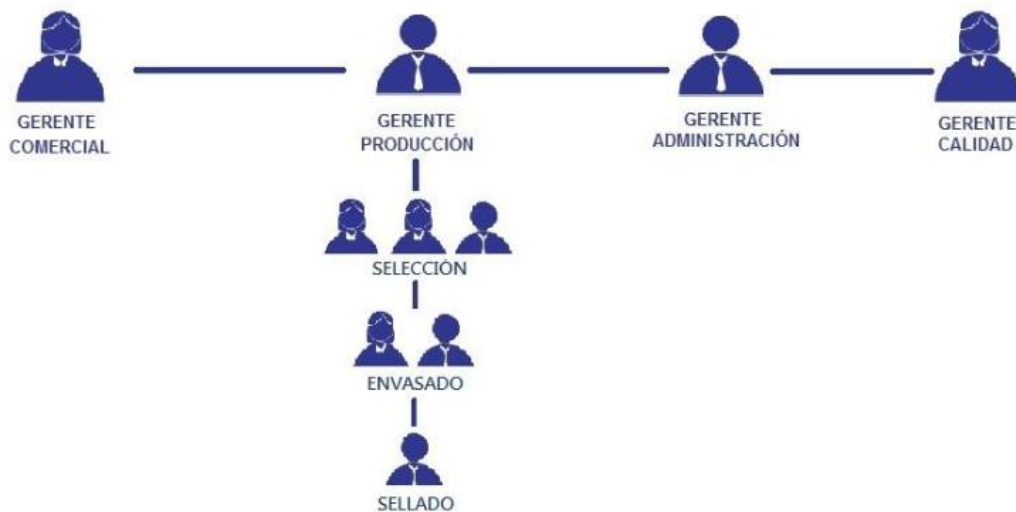 GERENTE
COMERCIAL
GERENTE
PRODUCCIÓN
GERENTE
ADMINISTRACIÓN
GERENTE
CALIDAD
SELECCIÓN
ENVASADO
SELLADO